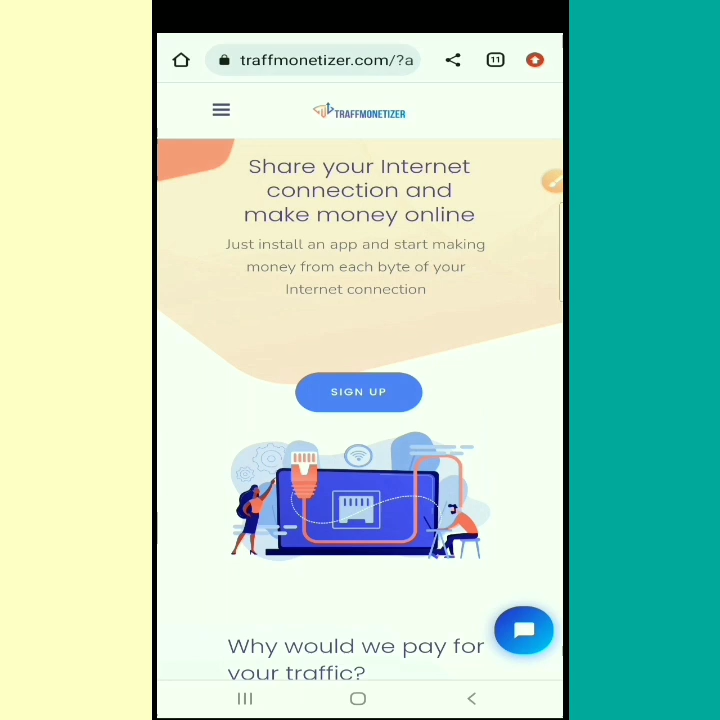 traffmonetizer.com/?a
11
TRAFFMONETIZER
Share your Internet
connection and
make money online
Just install an app and start making
money from each byte of your
Internet connection
SIGN UP
Why would we pay for
your traffic?